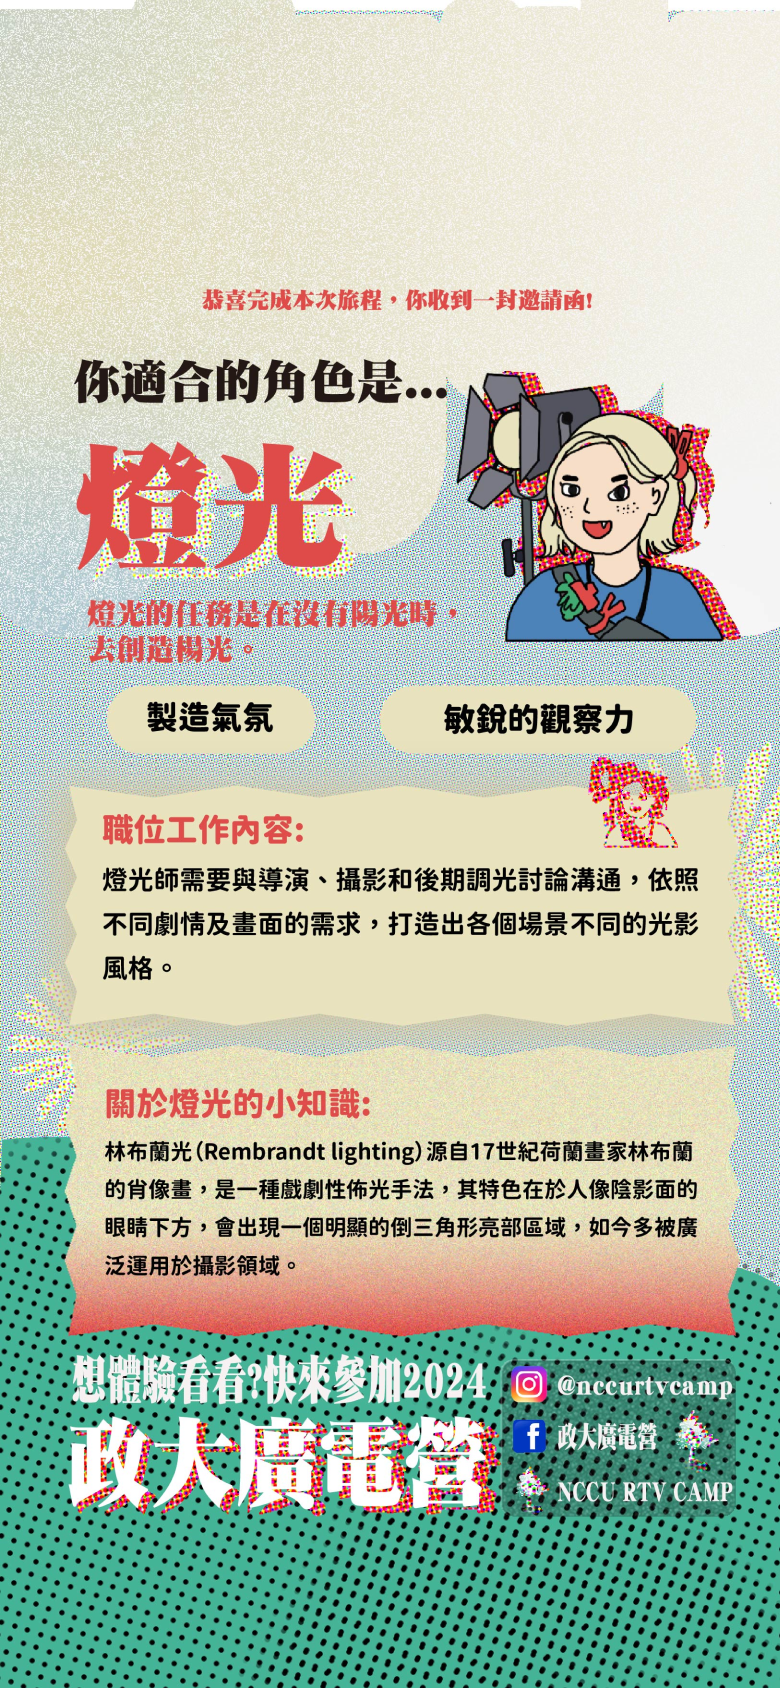 恭喜完成本次旅程，你收到一封邀請函!
你適合的角色是...
燈光
燈光的任務是在沒有陽光時，
去創造楊光。
製造氣氛
敏銳的觀察力
職位工作內容:
燈光師需要與導演、攝影和後期調光討論溝通，依照
不同劇情及畫面的需求，打造出各個場景不同的光影
風格。
關於燈光的小知識:
林布蘭光（Rembrandt lighting）源自17世紀荷蘭畫家林布蘭
的肖像畫，是一種戲劇性佈光手法，其特色在於人像陰影面的
眼睛下方，會出現一個明顯的倒三角形亮部區域，如今多被廣
泛運用於攝影領域。
想體驗看看?快來參加2024
政大廣電營
@nccurtvcamp
政大廣電營
NCCU RTV CAMP